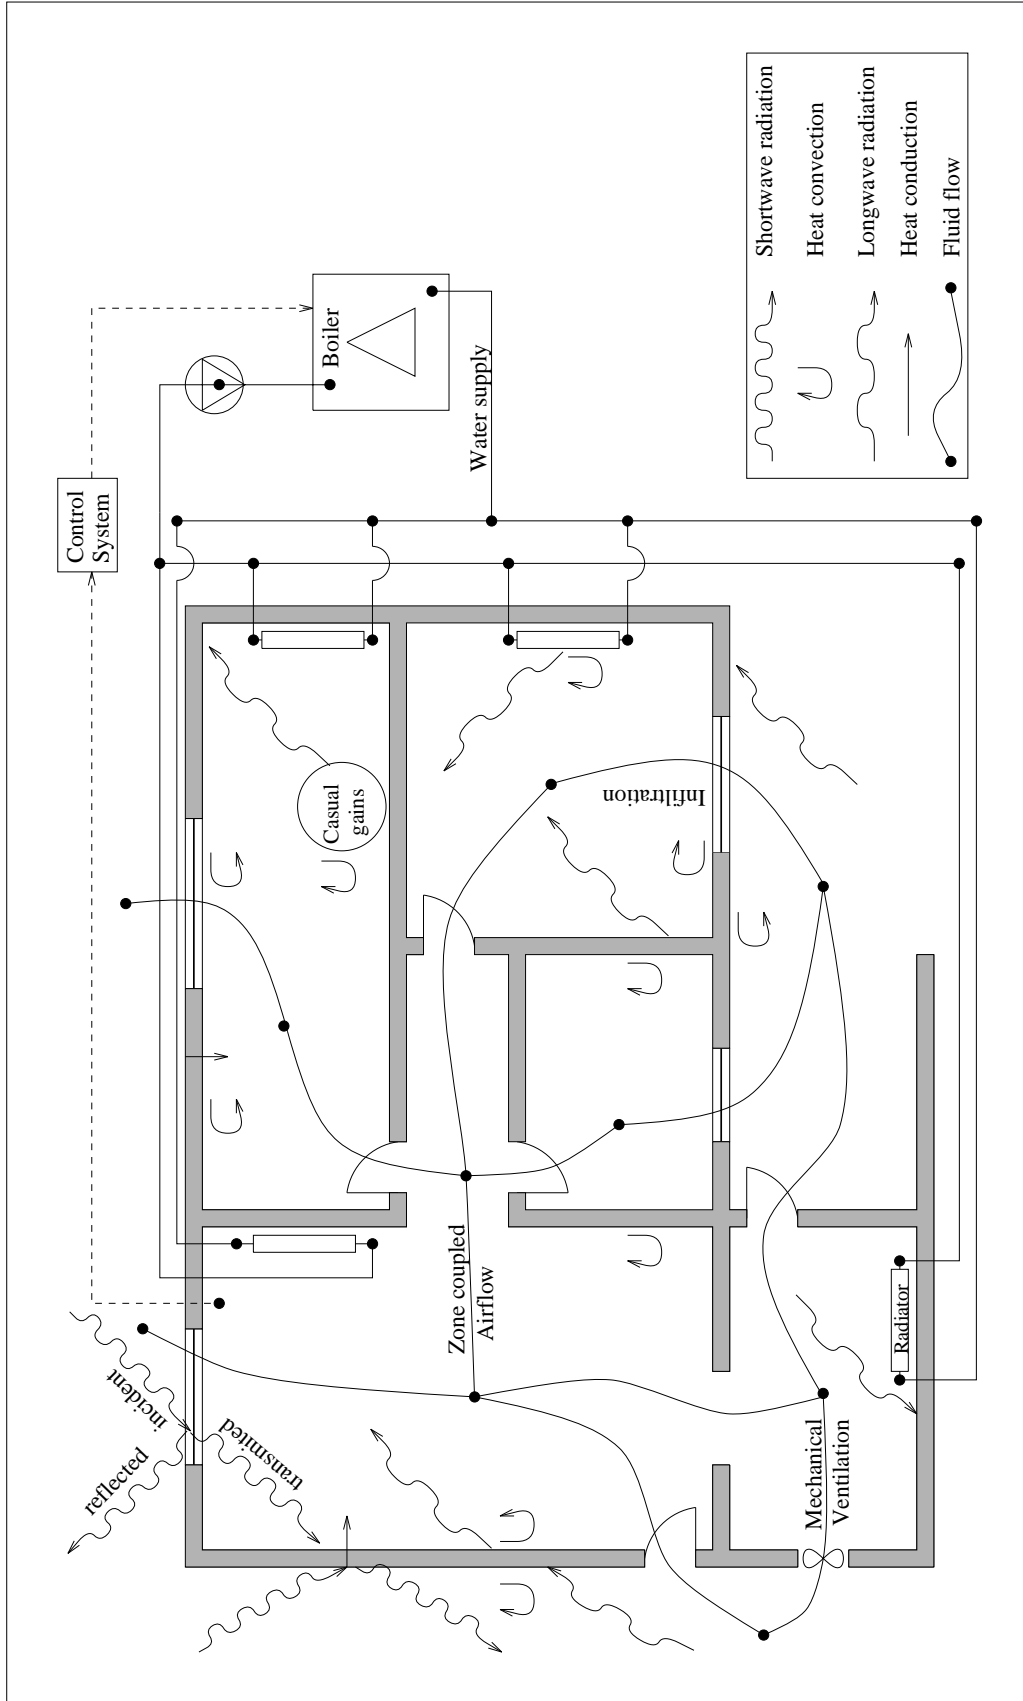 reflected
incident
transmited
Control
System
Boiler
Water supply
Casual
gains
Infiltration
Zone coupled
Airflow
Mechanical
Ventilation
Radiator
Shortwave radiation
Heat convection
Longwave radiation
Heat conduction
Fluid flow